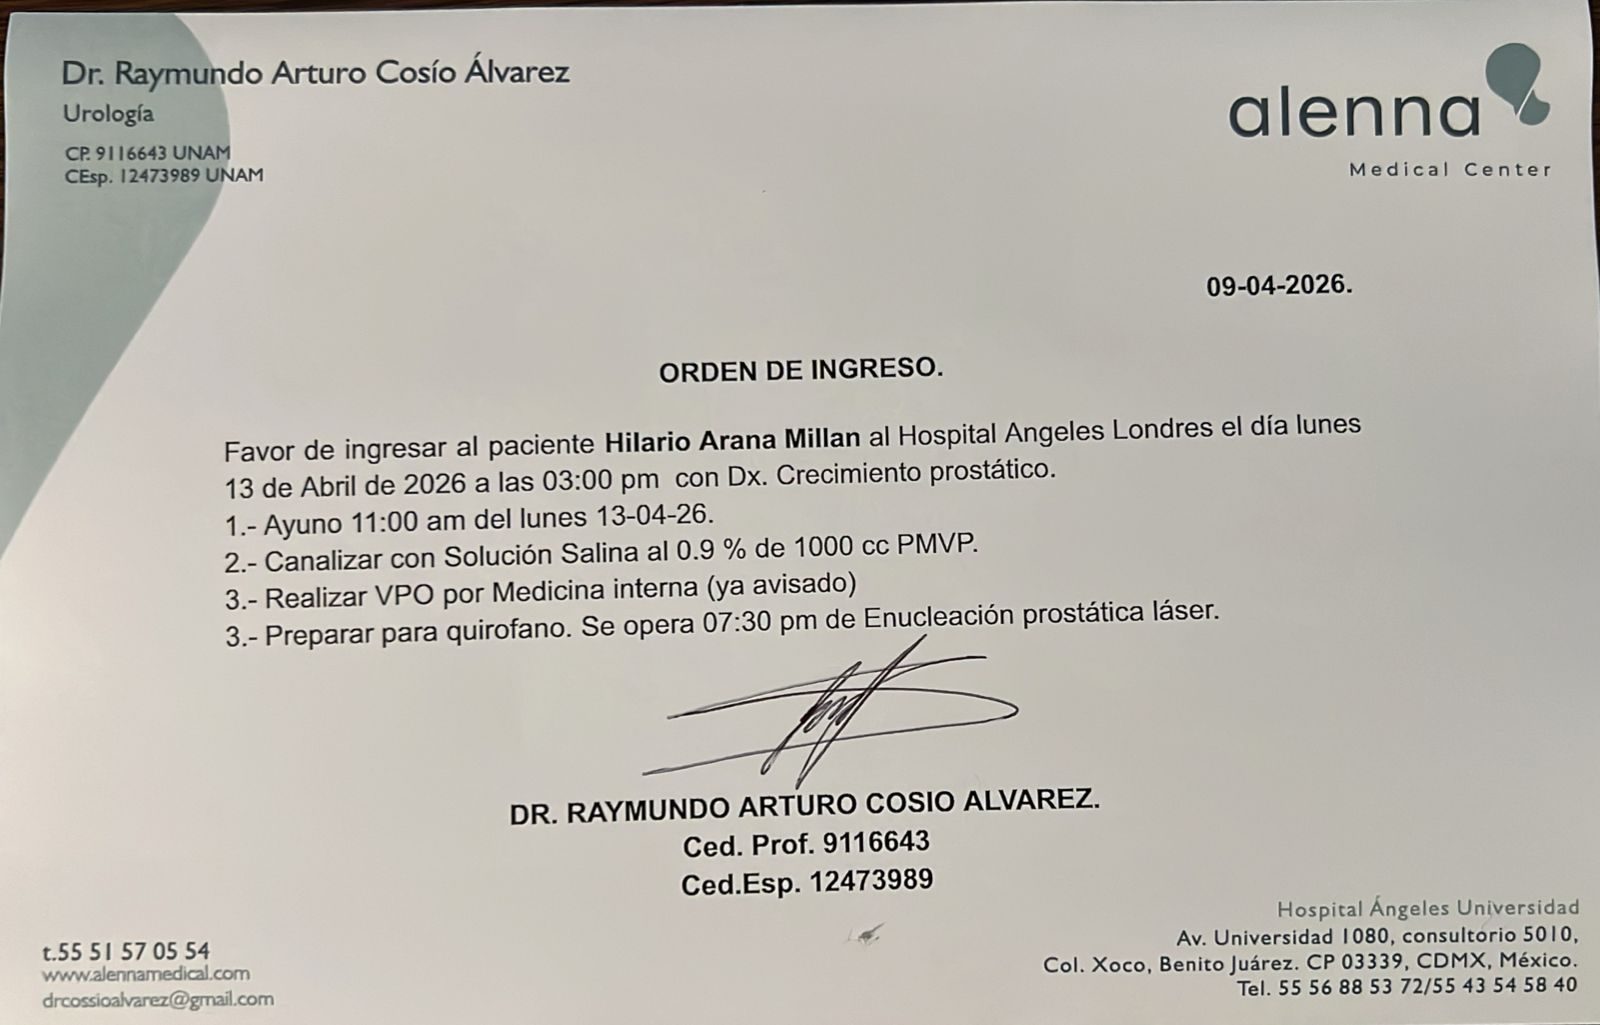 Dr. Raymundo Arturo Cosío Álvarez
Urología
CP. 9116643 UNAM
CEsp. 12473989 UNAM
alenna
Medical Center
09-04-2026.
ORDEN DE INGRESO.
Favor de ingresar al paciente Hilario Arana Millan al Hospital Angeles Londres el día lunes
13 de Abril de 2026 a las 03:00 pm con Dx. Crecimiento prostático.
1.- Ayuno 11:00 am del lunes 13-04-26.
2.- Canalizar con Solución Salina al 0.9 % de 1000 cc PMVP.
3.- Realizar VPO por Medicina interna (ya avisado)
3.- Preparar para quirofano. Se opera 07:30 pm de Enucleación prostática láser.
DR. RAYMUNDO ARTURO COSIO ALVAREZ.
Ced. Prof. 9116643
Ced.Esp. 12473989
t.55 51 57 05 54
www.alennamedical.com
drcossioalvarez@gmail.com
Hospital Ángeles Universidad
Av. Universidad 1080, consultorio 5010,
Col. Xoco, Benito Juárez. CP 03339, CDMX, México.
Tel. 55 56 88 53 72/55 43 54 58 40